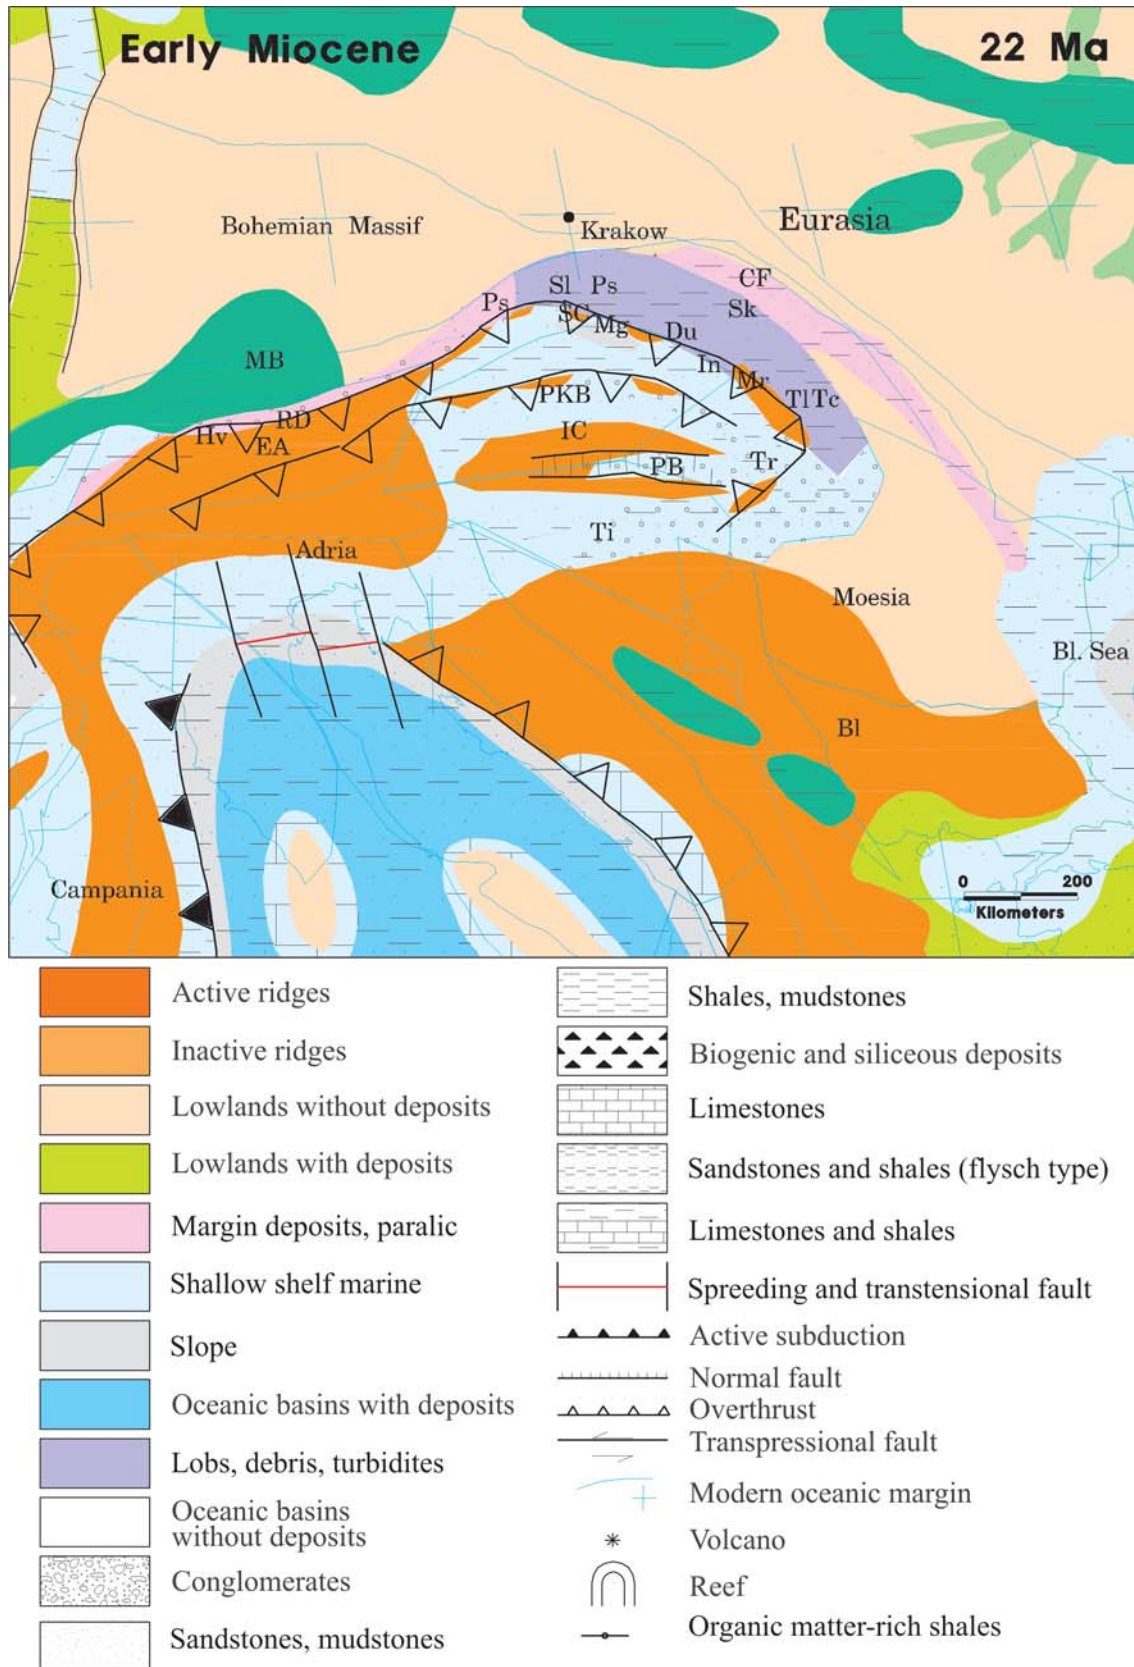 Early Miocene
22 Ma
Bohemian Massif
Krakow
Eurasia
Sl Ps
CF
Ps
SC
Mg
Sk
Du
MB
In
Mr
PKB
Tl Tc
RD
Hv
EA
IC
PB
Tr
Ti
Adria
Moesia
Bl. Sea
Bl
Campania
0 200
Kilometers
Active ridges
Inactive ridges
Lowlands without deposits
Lowlands with deposits
Margin deposits, paralic
Shallow shelf marine
Slope
Oceanic basins with deposits
Lobs, debris, turbidites
Oceanic basins
without deposits
Conglomerates
Sandstones, mudstones
Shales, mudstones
Biogenic and siliceous deposits
Limestones
Sandstones and shales (flysch type)
Limestones and shales
Spreeding and transtensional fault
Active subduction
Normal fault
Overthrust
Transpressional fault
Modern oceanic margin
Volcano
Reef
Organic matter-rich shales